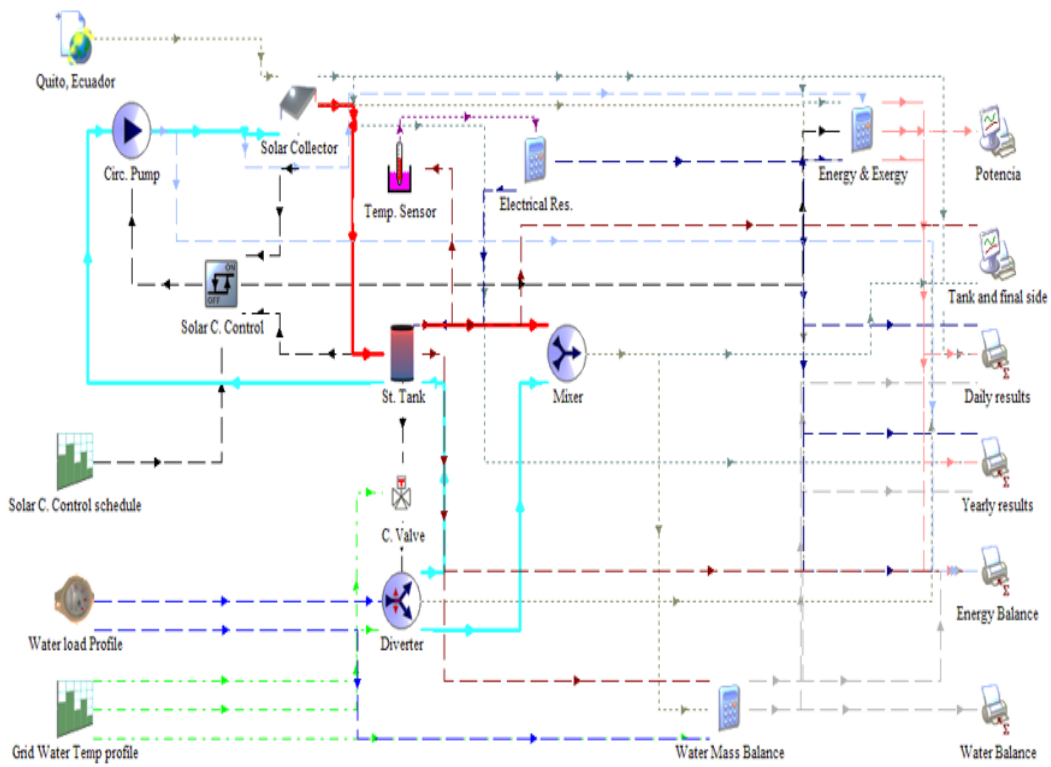 Quito, Ecuador
Circ. Pump
Solar Collector
Temp. Sensor
Electrical Res.
Energy & Exergy
Potencia
ON
OFF
Solar C. Control
Tank and final side
St. Tank
Mixer
Σ
Daily results
Solar C. Control schedule
T
C. Valve
Σ
Yearly results
Water load Profile
Diverter
Σ
Energy Balance
Grid Water Temp profile
Water Mass Balance
Σ
Water Balance